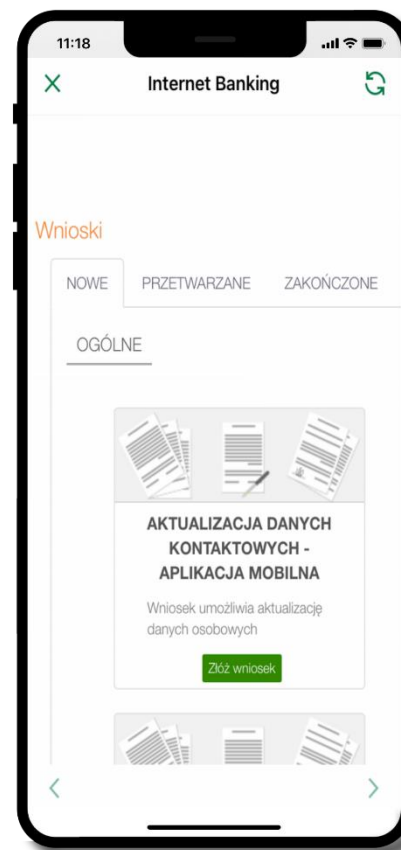 11:18
Internet Banking
Wnioski
NOWE PRZETWARZANE ZAKOŃCZONE
OGÓLNE
AKTUALIZACJA DANYCH
KONTAKTOWYCH -
APLIKACJA MOBILNA
Wniosek umożliwia aktualizację
danych osobowych
Złóż wniosek